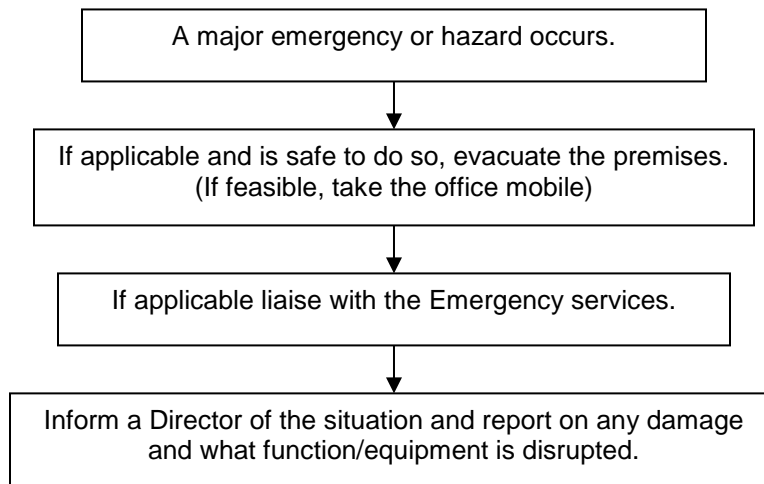 A major emergency or hazard occurs.
If applicable and is safe to do so, evacuate the premises.
(If feasible, take the office mobile)
If applicable liaise with the Emergency services.
Inform a Director of the situation and report on any damage
and what function/equipment is disrupted.